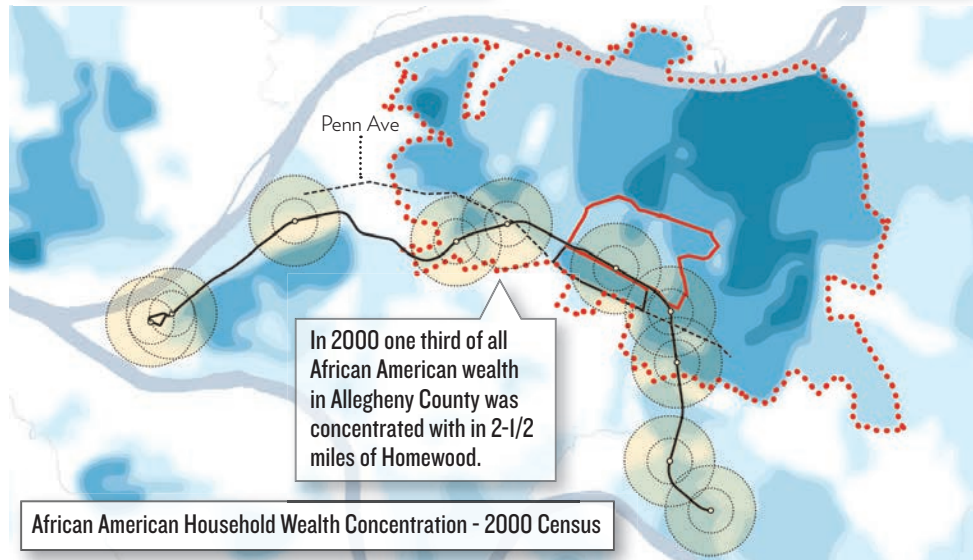 Penn Ave
In 2000 one third of all
African American wealth
in Allegheny County was
concentrated with in 2-1/2
miles of Homewood.
African American Household Wealth Concentration - 2000 Census